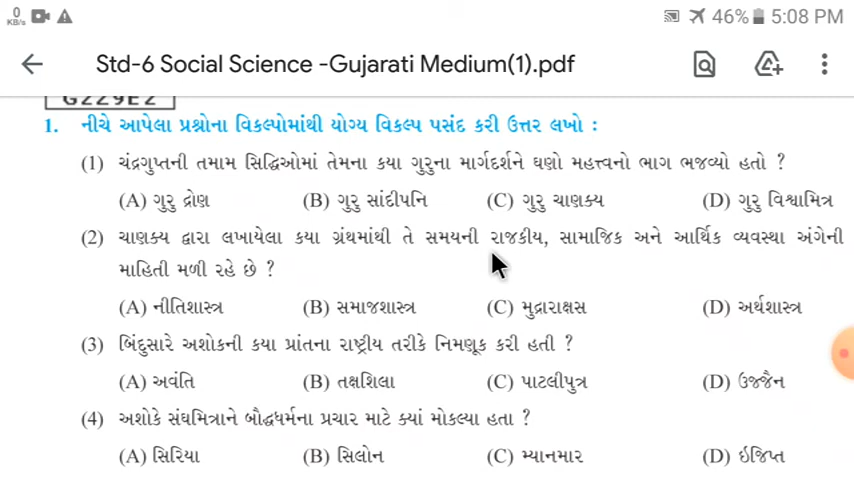 0
KB/s
46% 5:08 PM
Std-6 Social Science -Gujarati Medium(1).pdf
G2Z9E2
1. નીચે આપેલા પ્રશ્નોના વિકલ્પોમાંથી યોગ્ય વિકલ્પ પસંદ કરી ઉત્તર લખો :
(1) ચંદ્રગુપ્તની તમામ સિદ્ધિઓમાં તેમના કયા ગુરુના માર્ગદર્શને ઘણો મહત્ત્વનો ભાગ ભજવ્યો હતો ?
(A) ગુરુ દ્રોણ (B) ગુરુ સાંદીપનિ (C) ગુરુ ચાણક્ય (D) ગુરુ વિશ્વામિત્ર
(2) ચાણક્ય દ્વારા લખાયેલા કયા ગ્રંથમાંથી તે સમયની રાજકીય, સામાજિક અને આર્થિક વ્યવસ્થા અંગેની
માહિતી મળી રહે છે ?
(A) નીતિશાસ્ત્ર (B) સમાજશાસ્ત્ર (C) મુદ્રારાક્ષસ (D) અર્થશાસ્ત્ર
(3) બિંદુસારે અશોકની કયા પ્રાંતના રાષ્ટ્રીય તરીકે નિમણૂક કરી હતી ?
(A) અવંતિ (B) તક્ષશિલા (C) પાટલીપુત્ર (D) ઉજ્જૈન
(4) અશોકે સંઘમિત્રાને બૌદ્ધધર્મના પ્રચાર માટે ક્યાં મોકલ્યા હતા ?
(A) સિરિયા (B) સિલોન (C) મ્યાનમાર (D) ઇજિપ્ત